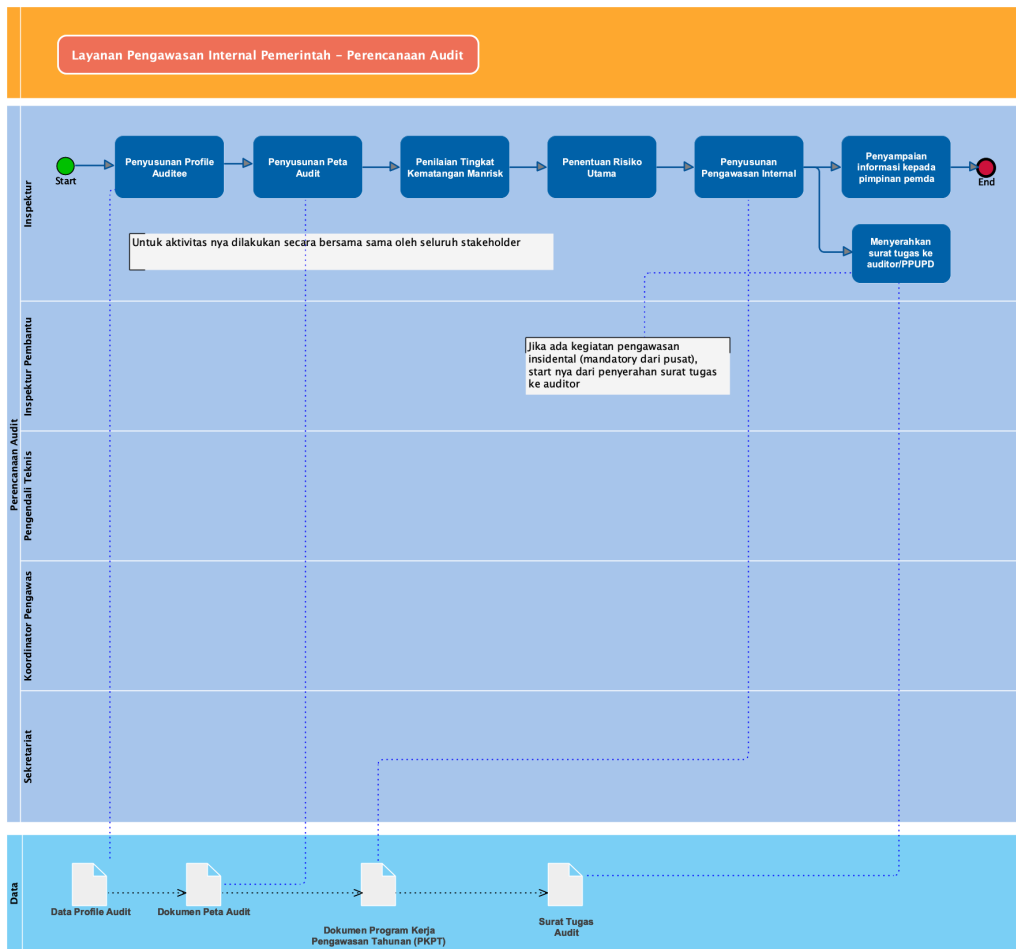 Layanan Pengawasan Internal Pemerintah – Perencanaan Audit
Perencanaan Audit
Inspektur
Start
Penyusunan Profile
Auditee
Penyusunan Peta
Audit
Penilaian Tingkat
Kematangan Manrisk
Penentuan Risiko
Utama
Penyusunan
Pengawasan Internal
Penyampaian
informasi kepada
pimpinan pemda
End
Untuk aktivitas nya dilakukan secara bersama sama oleh seluruh stakeholder
Menyerahkan
surat tugas ke
auditor/PPUPD
Inspektur Pembantu
Jika ada kegiatan pengawasan
insidental (mandatory dari pusat),
start nya dari penyerahan surat tugas
ke auditor
Pengendali Teknis
Koordinator Pengawas
Sekretariat
Data
Data Profile Audit
Dokumen Peta Audit
Dokumen Program Kerja
Pengawasan Tahunan (PKPT)
Surat Tugas
Audit